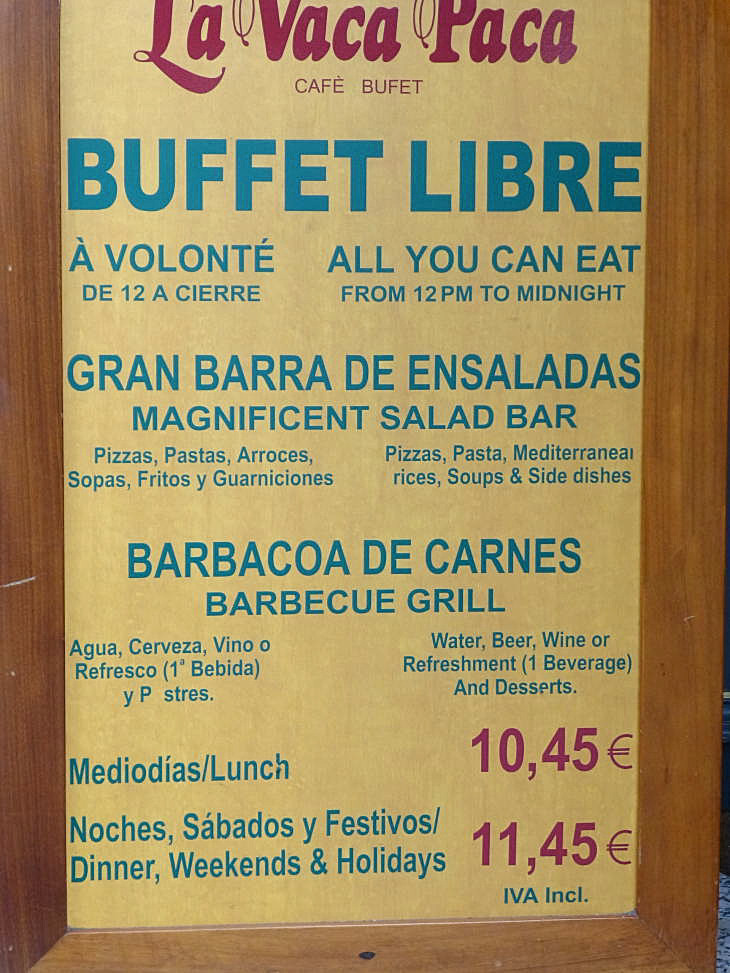 La Vaca Paca
CAFÈ BUFET
BUFFET LIBRE
À VOLONTÉ
DE 12 A CIERRE
ALL YOU CAN EAT
FROM 12 PM TO MIDNIGHT
GRAN BARRA DE ENSALADAS
MAGNIFICENT SALAD BAR
Pizzas, Pastas, Arroces,
Sopas, Fritos y Guarniciones
Pizzas, Pasta, Mediterranean
rices, Soups & Side dishes
BARBACOA DE CARNES
BARBECUE GRILL
Agua, Cerveza, Vino o
Refresco (1ª Bebida)
y P stres.
Water, Beer, Wine or
Refreshment (1 Beverage)
And Desserts.
Mediodías/Lunch 10,45€
Noches, Sábados y Festivos/
Dinner, Weekends & Holidays 11,45€
IVA Incl.